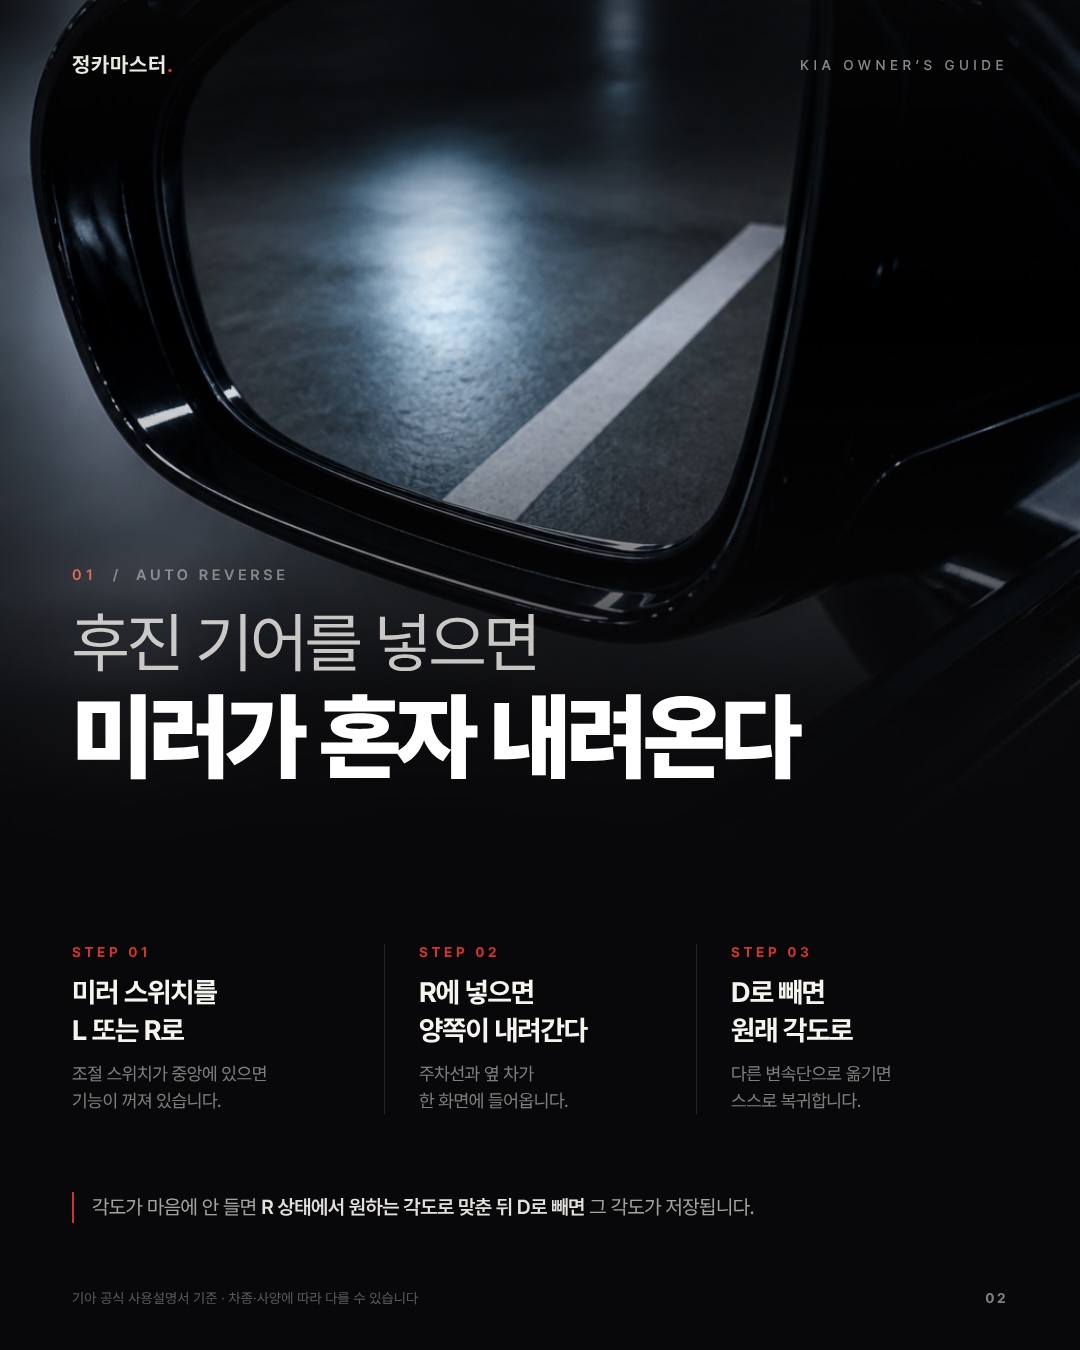 정카마스터.
KIA OWNER’S GUIDE
01 / AUTO REVERSE
후진 기어를 넣으면
미러가 혼자 내려온다
STEP 01
미러 스위치를
L 또는 R로
조절 스위치가 중앙에 있으면
기능이 꺼져 있습니다.
STEP 02
R에 넣으면
양쪽이 내려간다
주차선과 옆 차가
한 화면에 들어옵니다.
STEP 03
D로 빼면
원래 각도로
다른 변속단으로 옮기면
스스로 복귀합니다.
각도가 마음에 안 들면 R 상태에서 원하는 각도로 맞춘 뒤 D로 빼면 그 각도가 저장됩니다.
기아 공식 사용설명서 기준 · 차종·사양에 따라 다를 수 있습니다
02